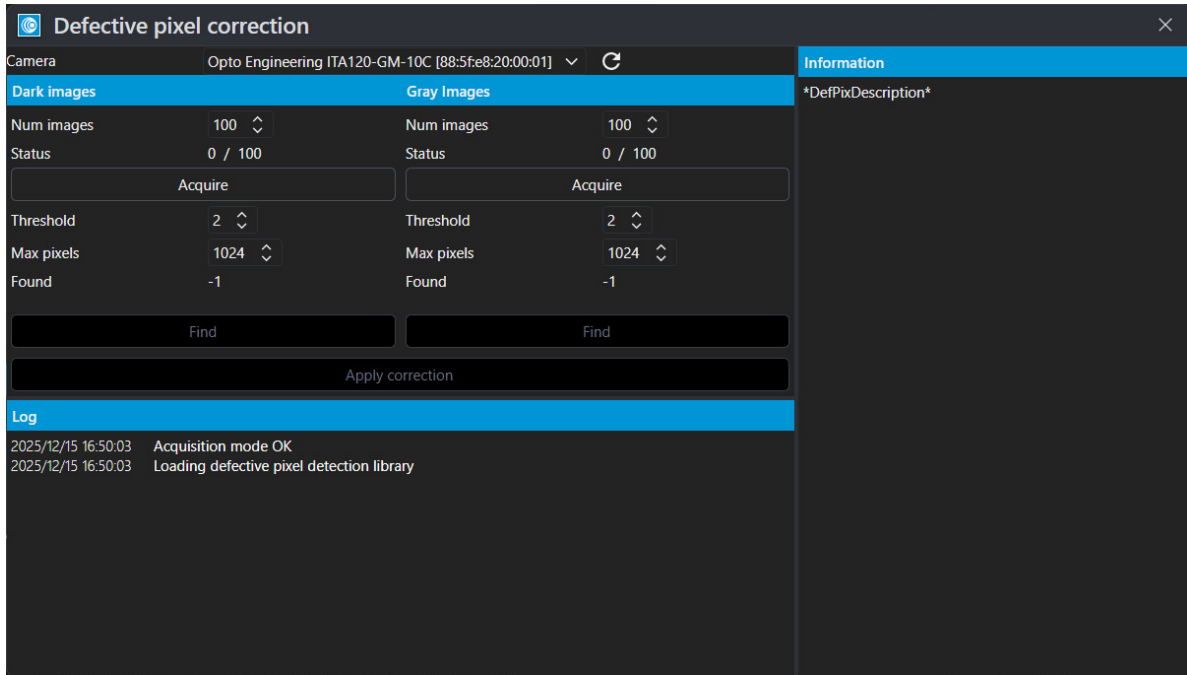 Defective pixel correction
Camera Opto Engineering ITA120-GM-10C [88:5f:e8:20:00:01]
Information
Dark images Gray Images
*DefPixDescription*
Num images 100 Num images 100
Status 0 / 100 Status 0 / 100
Acquire Acquire
Threshold 2 Threshold 2
Max pixels 1024 Max pixels 1024
Found -1 Found -1
Find Find
Apply correction
Log
2025/12/15 16:50:03 Acquisition mode OK
2025/12/15 16:50:03 Loading defective pixel detection library